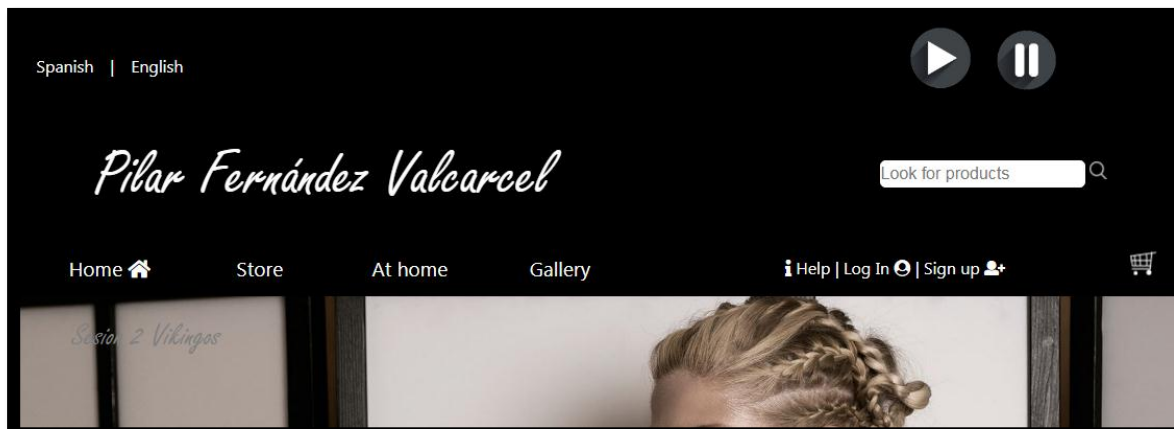 Spanish | English
Pilar Fernández Valcarcel
Look for products
Home Store At home Gallery Help | Log In | Sign up
Sesion 2 Vikingos